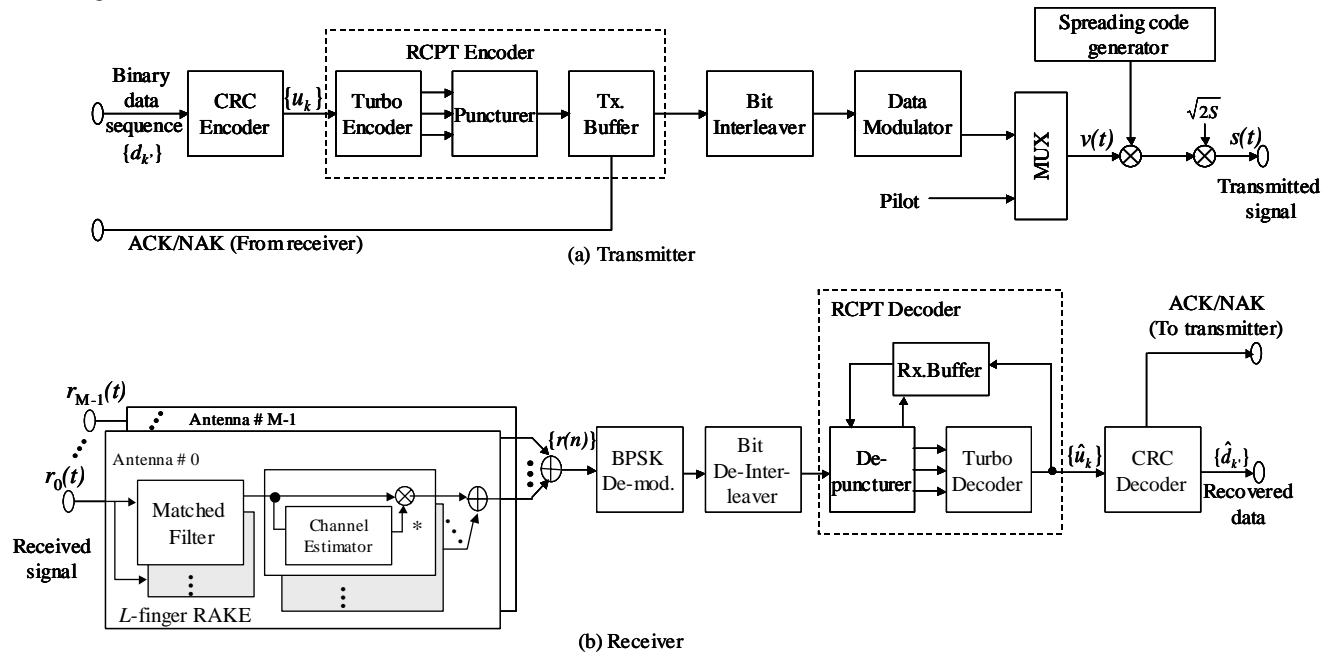 Spreading code
generator
RCPT Encoder
Binary
data
sequence
{d_k'}
CRC
Encoder
{u_k}
Turbo
Encoder
Puncturer
Tx.
Buffer
Bit
Interleaver
Data
Modulator
MUX
v(t)
√2S
s(t)
Transmitted
signal
Pilot
ACK/NAK (From receiver)
(a) Transmitter
RCPT Decoder
ACK/NAK
(To transmitter)
Rx.Buffer
r_M-1(t)
Antenna # M-1
r_0(t)
Antenna # 0
Matched
Filter
Channel
Estimator
*
Received
signal
L-finger RAKE
{r(n)}
BPSK
De-mod.
Bit
De-Inter-
leaver
De-
puncturer
Turbo
Decoder
{û_k}
CRC
Decoder
{d̂_k'}
Recovered
data
(b) Receiver